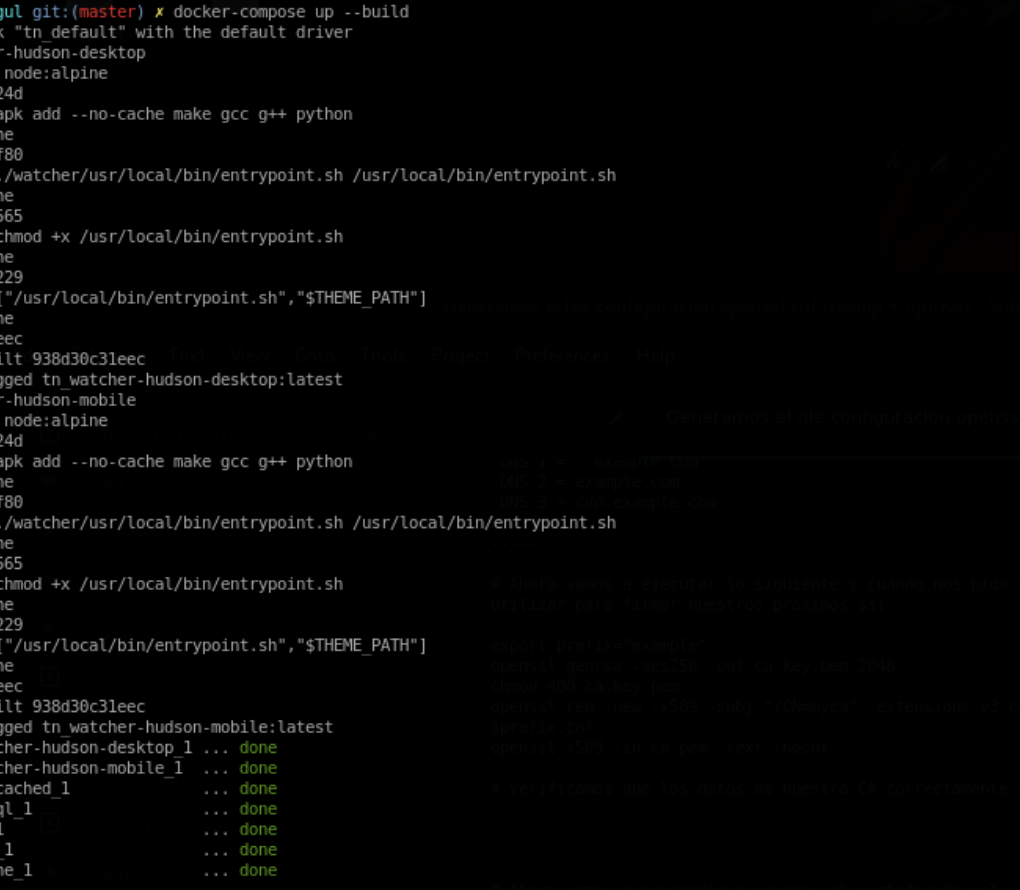 gul git:(master) ✗ docker-compose up --build
k "tn_default" with the default driver
r-hudson-desktop
node:alpine
24d
apk add --no-cache make gcc g++ python
ne
f80
./watcher/usr/local/bin/entrypoint.sh /usr/local/bin/entrypoint.sh
ne
565
chmod +x /usr/local/bin/entrypoint.sh
ne
229
["/usr/local/bin/entrypoint.sh","$THEME_PATH"]
ne
eec
ilt 938d30c31eec
gged tn_watcher-hudson-desktop:latest
r-hudson-mobile
node:alpine
24d
apk add --no-cache make gcc g++ python
ne
f80
./watcher/usr/local/bin/entrypoint.sh /usr/local/bin/entrypoint.sh
ne
565
chmod +x /usr/local/bin/entrypoint.sh
ne
229
["/usr/local/bin/entrypoint.sh","$THEME_PATH"]
ne
eec
ilt 938d30c31eec
gged tn_watcher-hudson-mobile:latest
cher-hudson-desktop_1 ... done
cher-hudson-mobile_1 ... done
cached_1 ... done
ql_1 ... done
l ... done
_1 ... done
ne_1 ... done
Find View Goto Tools Project Preferences Help
Generamos el file configuracion openss
DNS.2 = example.com
DNS.3 = cdn.example.com
# Ahora vamos a ejecutar lo siguiente y cuando nos pida
utilizar para firmar nuestros proximos ssl
export prefix="example"
openssl genrsa -aes256 -out ca.key.pem 2048
chmod 400 ca.key.pem
openssl req -new -x509 -subj "/CN=myca" -extensions v3
$prefix.cnf
openssl x509 -in ca.pem -text -noout
# Verificamos que los datos de nuestra CA correctamente